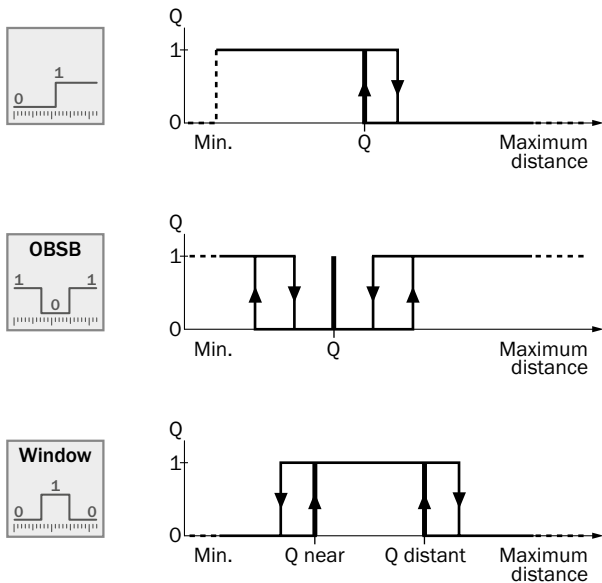 Q
1
0 1
0
Min. Q Maximum
distance
Q
OBSB
1
1 0 1
0
Min. Q Maximum
distance
Q
Window
1
0 1 0
0
Min. Q near Q distant Maximum
distance